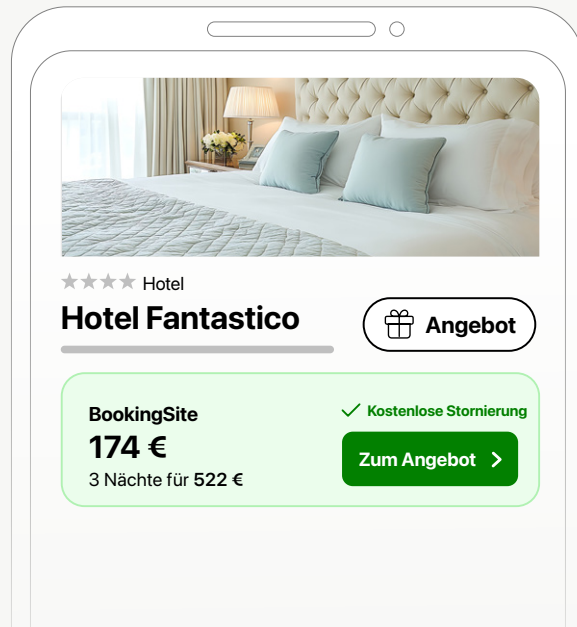 Hotel
Hotel Fantastico
Angebot
BookingSite
174 €
3 Nächte für 522 €
Kostenlose Stornierung
Zum Angebot